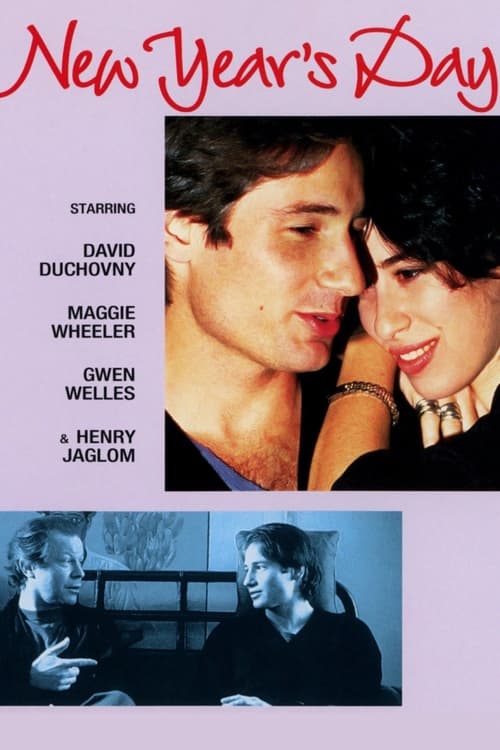 New Year's Day
STARRING
DAVID
DUCHOVNY
MAGGIE
WHEELER
GWEN
WELLES
& HENRY
JAGLOM